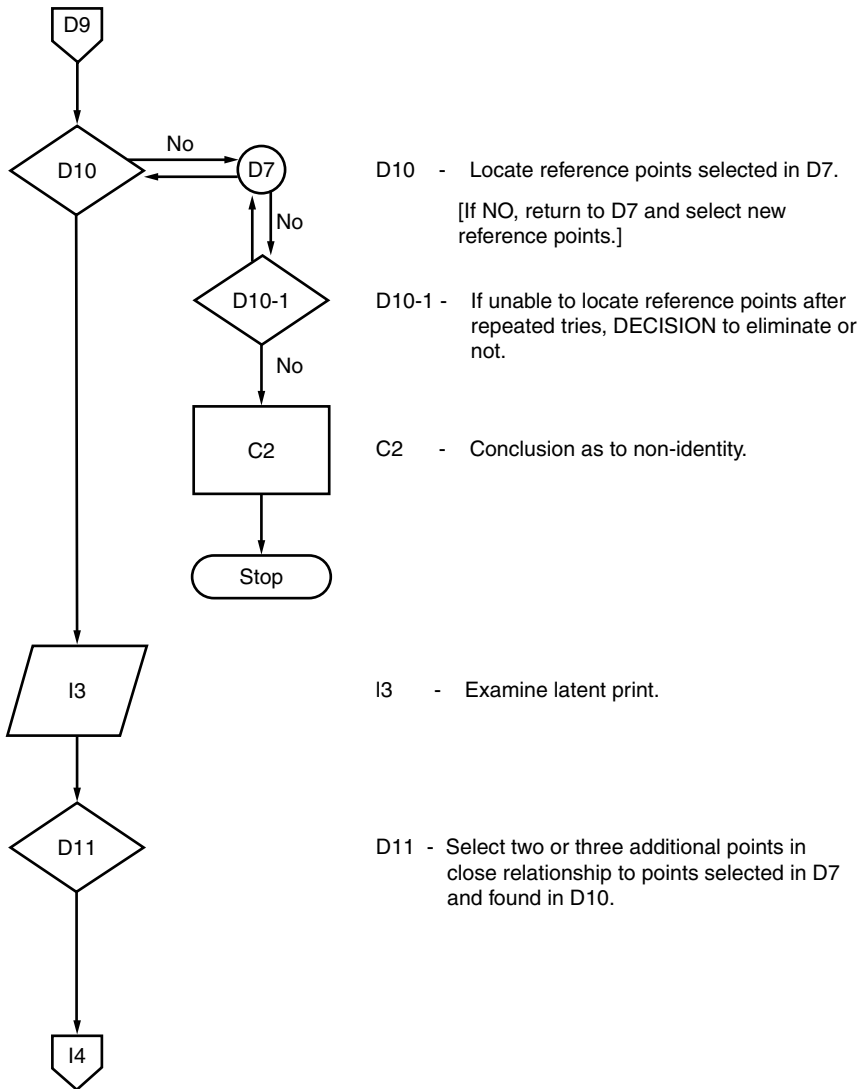 D9
No
D10
D7
D10 - Locate reference points selected in D7.
[If NO, return to D7 and select new
reference points.]
No
D10-1
D10-1 - If unable to locate reference points after
repeated tries, DECISION to eliminate or
not.
No
C2
C2 - Conclusion as to non-identity.
Stop
I3
I3 - Examine latent print.
D11
D11 - Select two or three additional points in
close relationship to points selected in D7
and found in D10.
I4